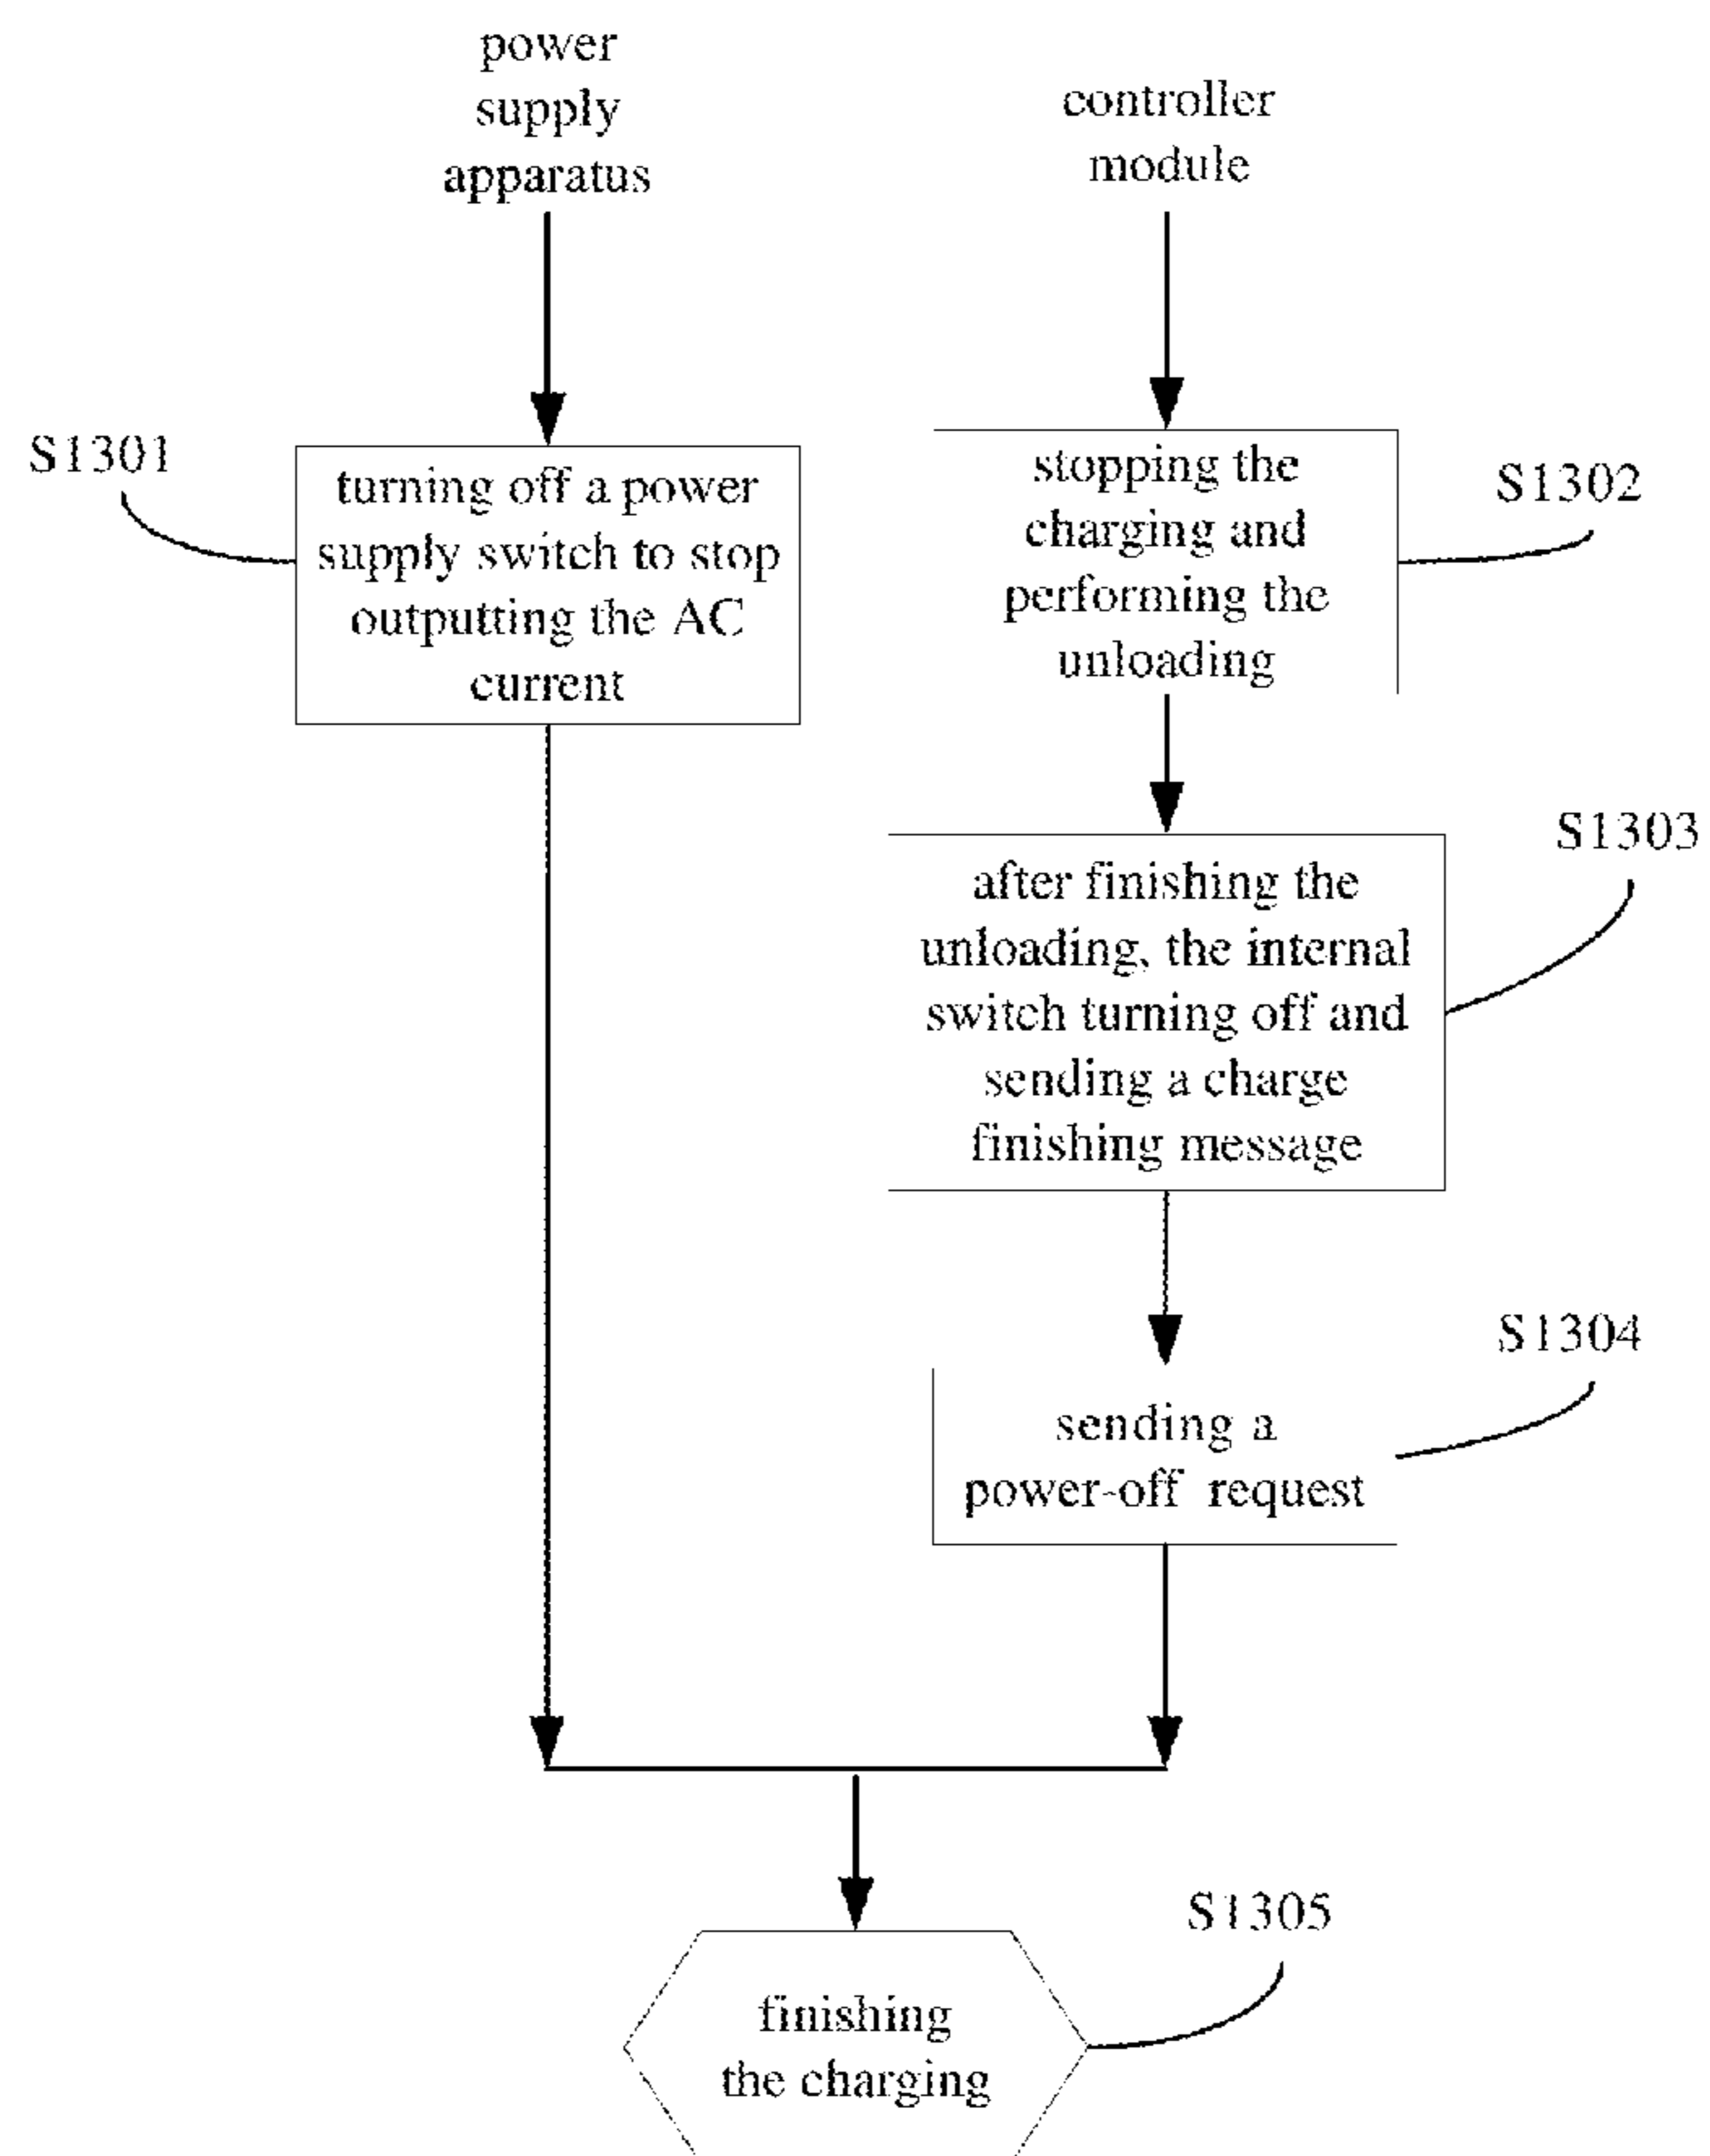 power
supply
apparatus
controller
module
S1301
turning off a power
supply switch to stop
outputting the AC
current
stopping the
charging and
performing the
unloading
S1302
after finishing the
unloading, the internal
switch turning off and
sending a charge
finishing message
S1303
sending a
power-off request
S1304
finishing
the charging
S1305